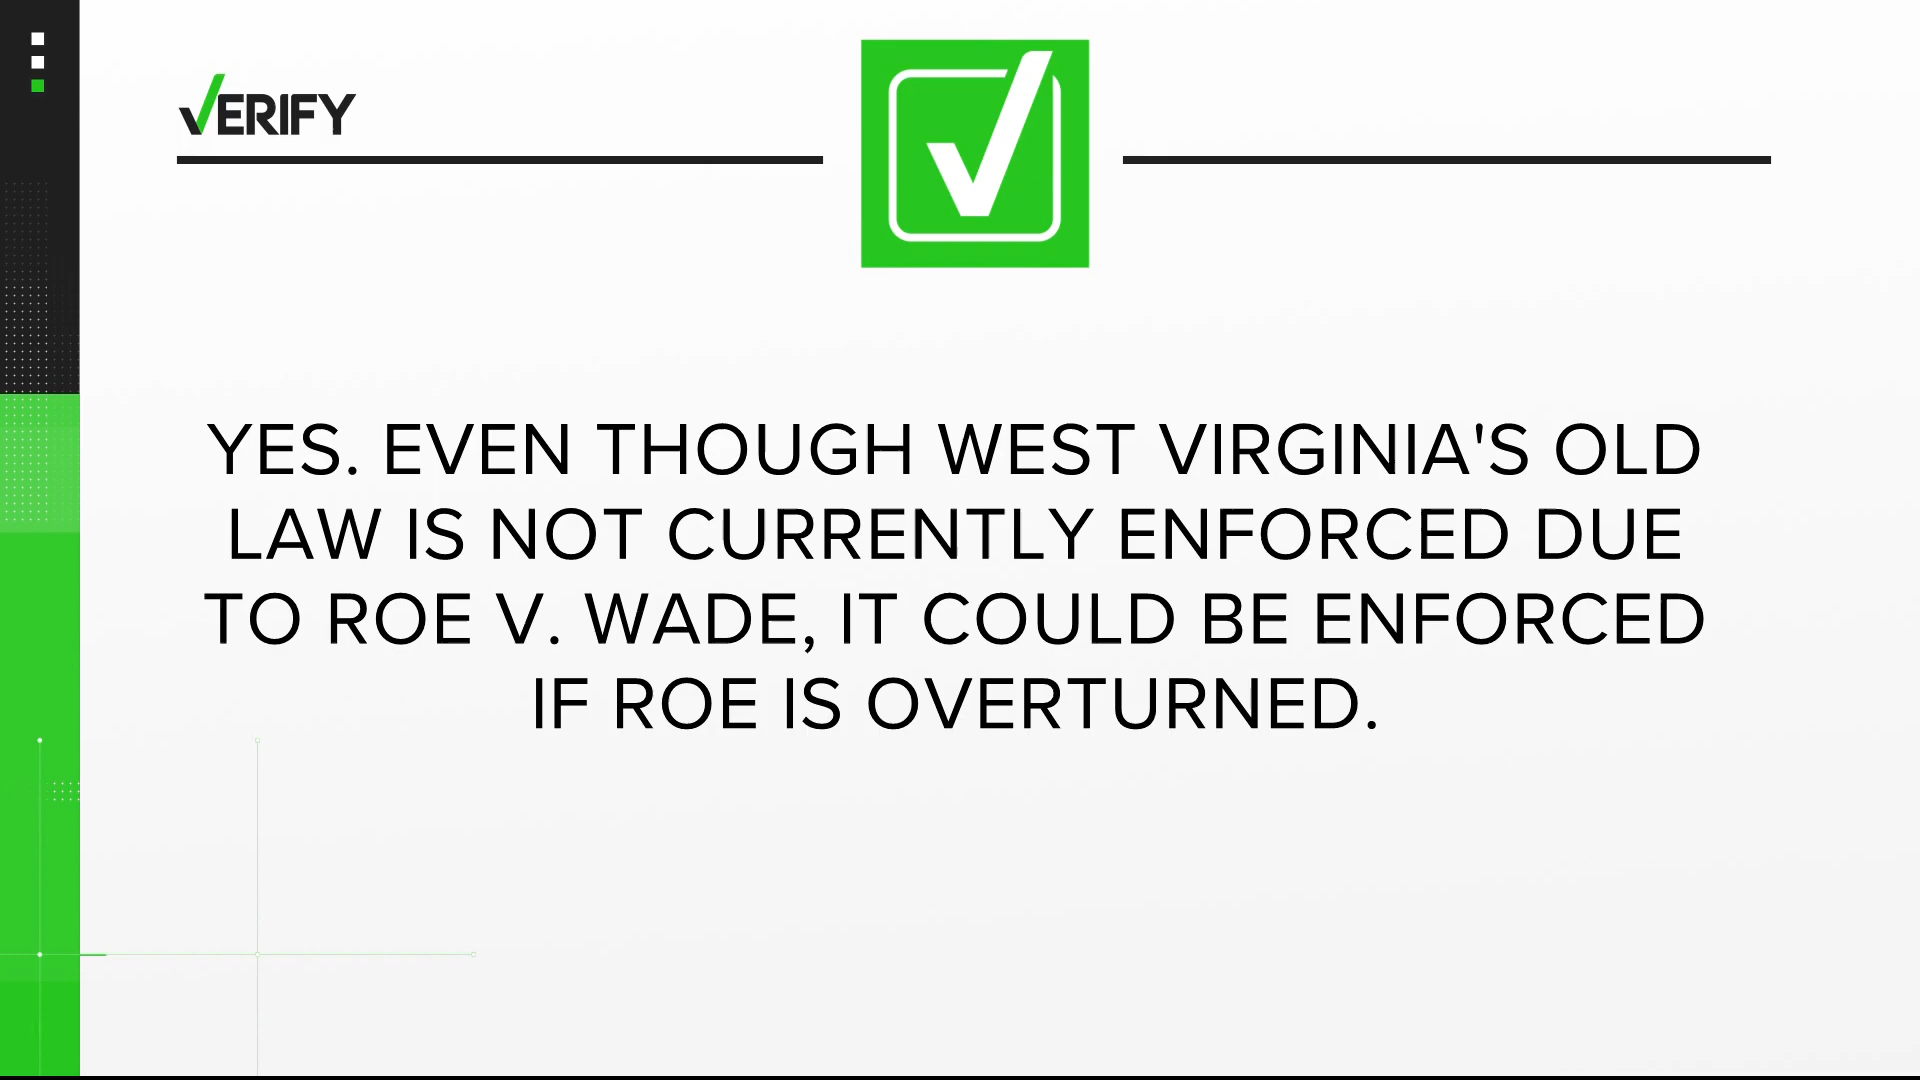 VERIFY
YES. EVEN THOUGH WEST VIRGINIA'S OLD
LAW IS NOT CURRENTLY ENFORCED DUE
TO ROE V. WADE, IT COULD BE ENFORCED
IF ROE IS OVERTURNED.